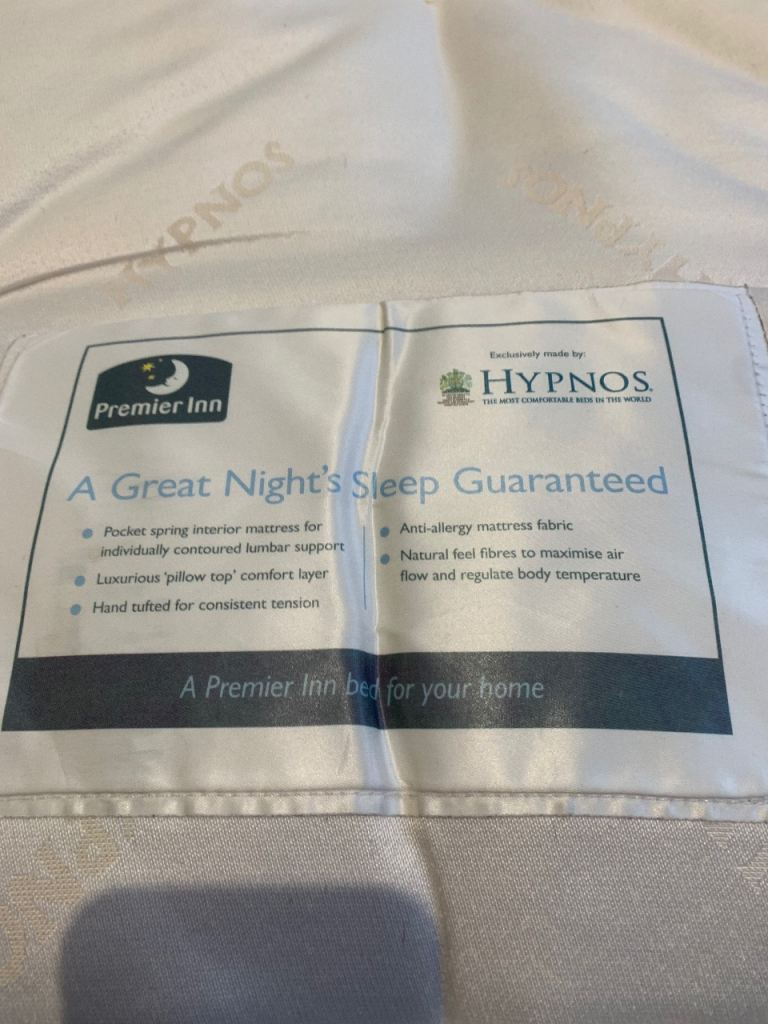 HYPNOS
HYPNOS
Premier Inn
Exclusively made by:
HYPNOS
THE MOST COMFORTABLE BEDS IN THE WORLD
A Great Night's Sleep Guaranteed
Pocket spring interior mattress for
individually contoured lumbar support
Luxurious 'pillow top' comfort layer
Hand tufted for consistent tension
Anti-allergy mattress fabric
Natural feel fibres to maximise air
flow and regulate body temperature
A Premier Inn bed for your home